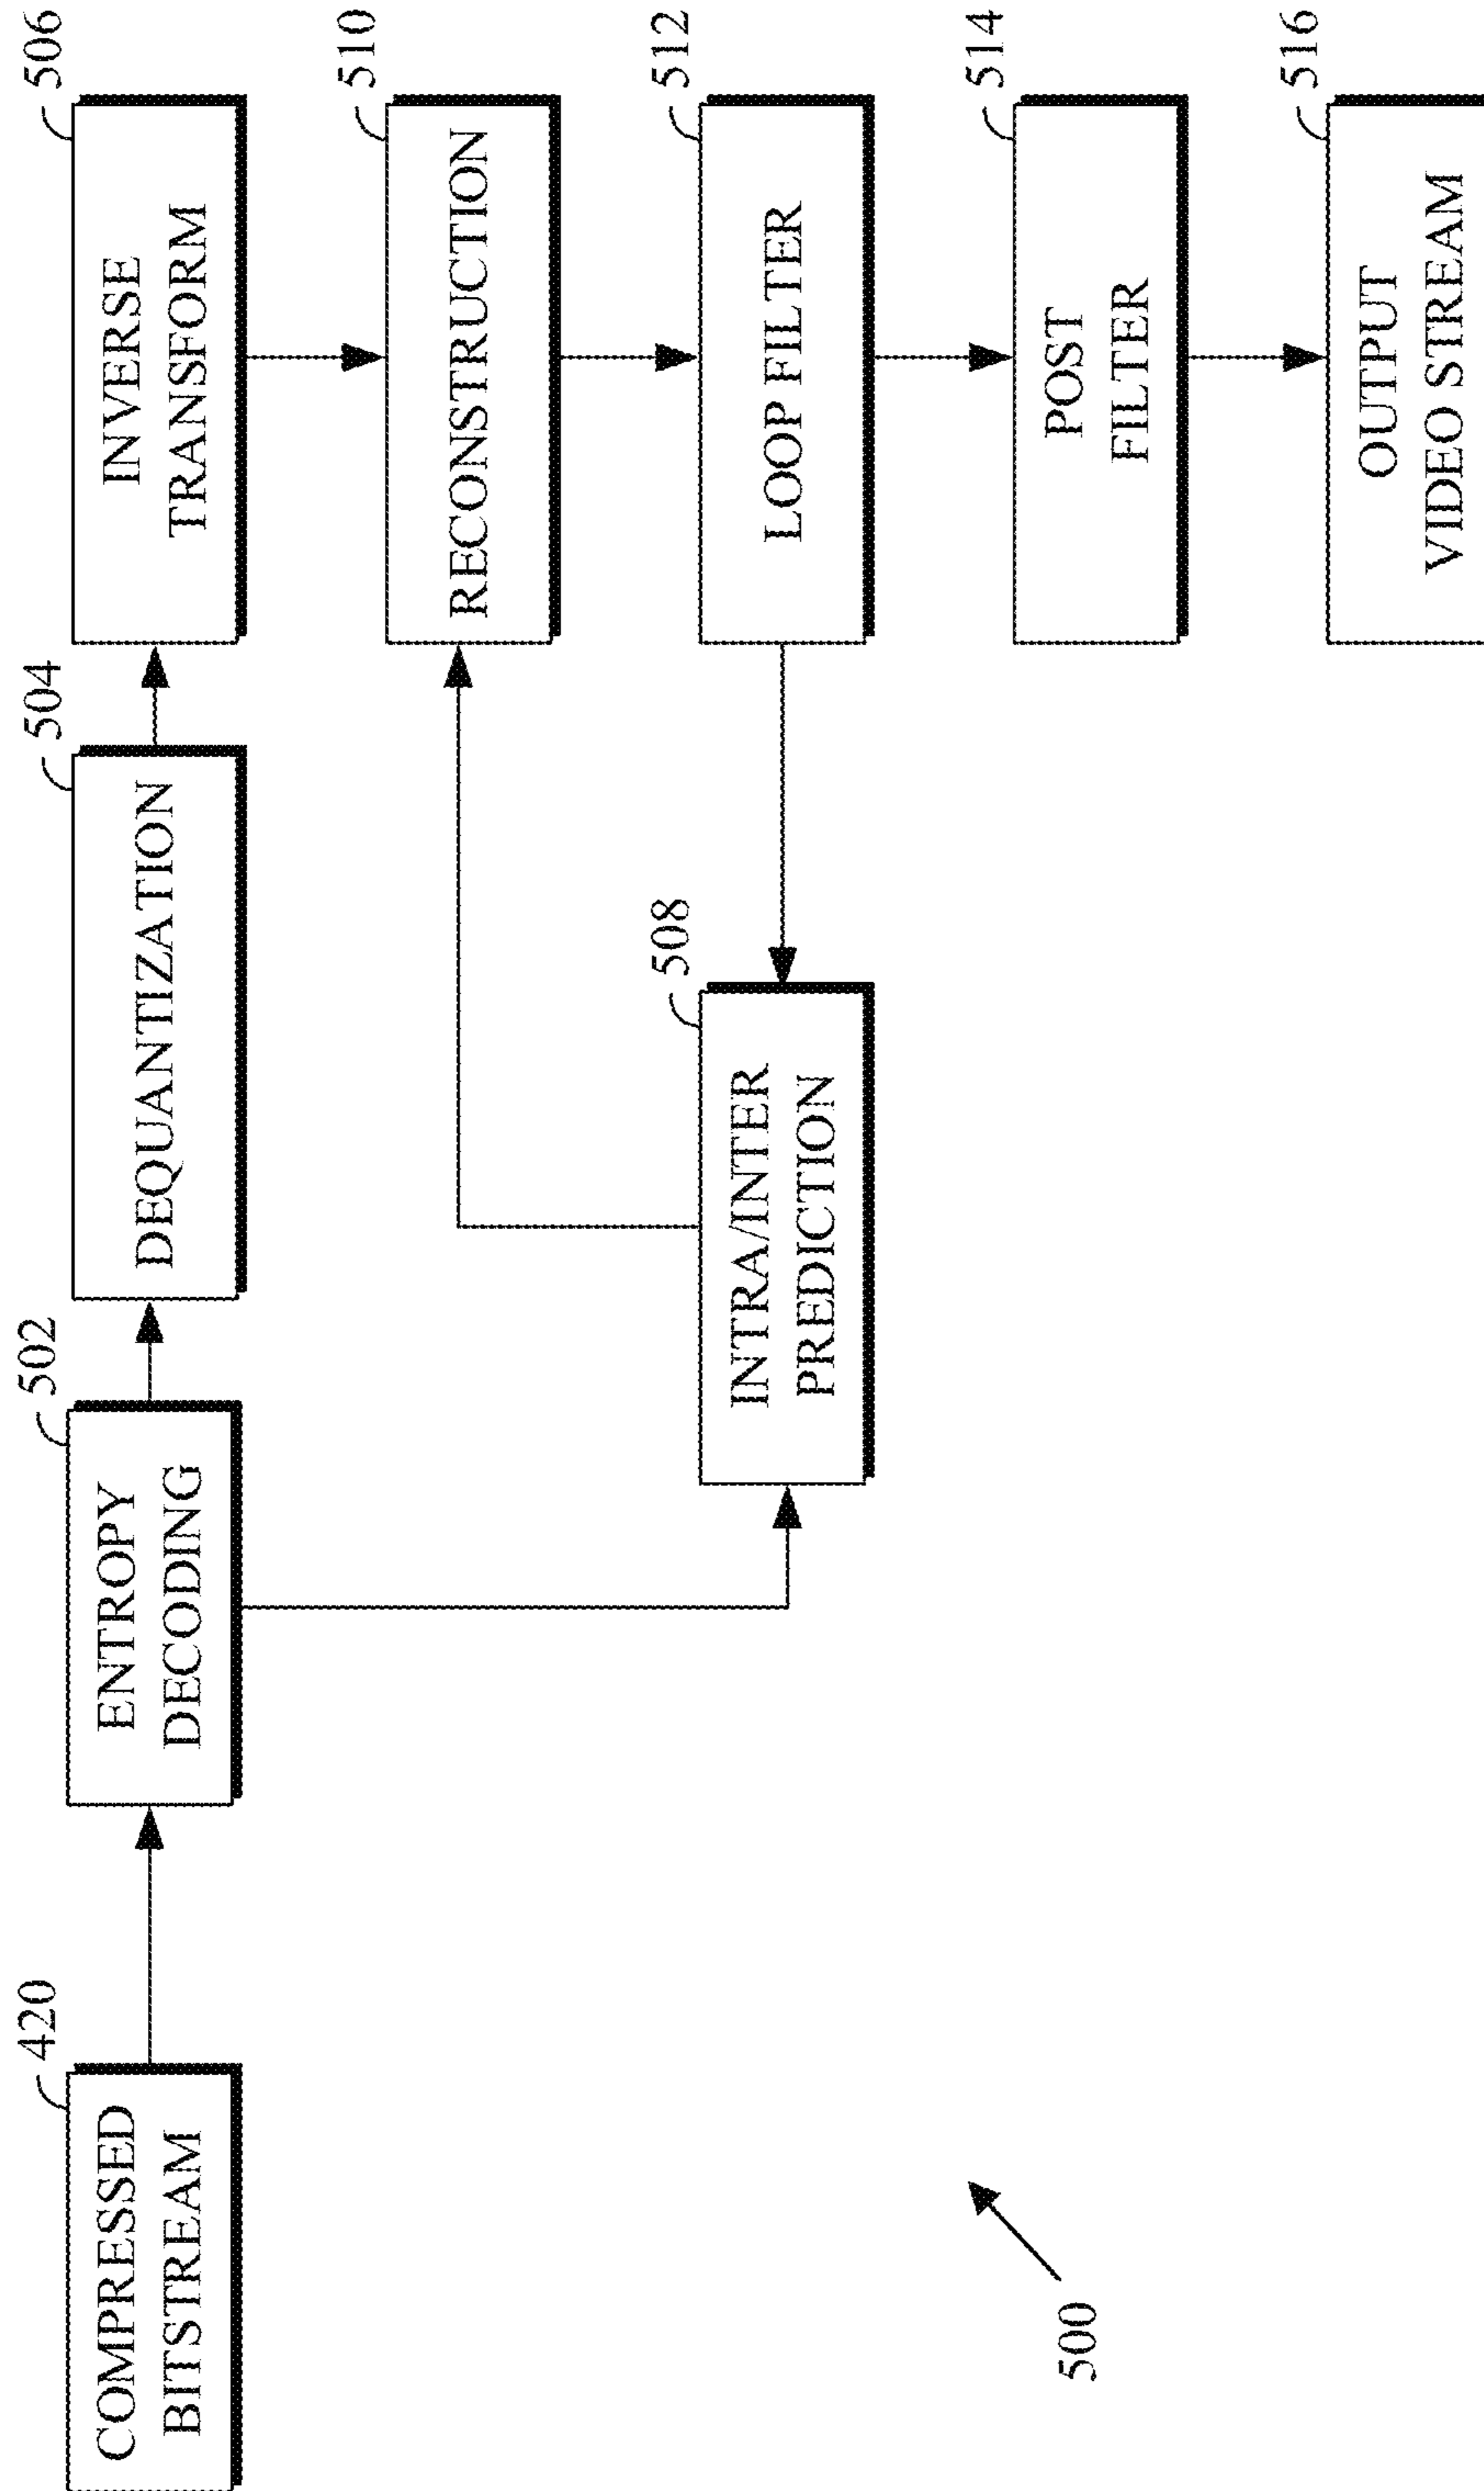 420
COMPRESSED
BITSTREAM
502
ENTROPY
DECODING
504
DEQUANTIZATION
506
INVERSE
TRANSFORM
510
RECONSTRUCTION
508
INTRA/INTER
PREDICTION
512
LOOP FILTER
514
POST
FILTER
516
OUTPUT
VIDEO STREAM
500